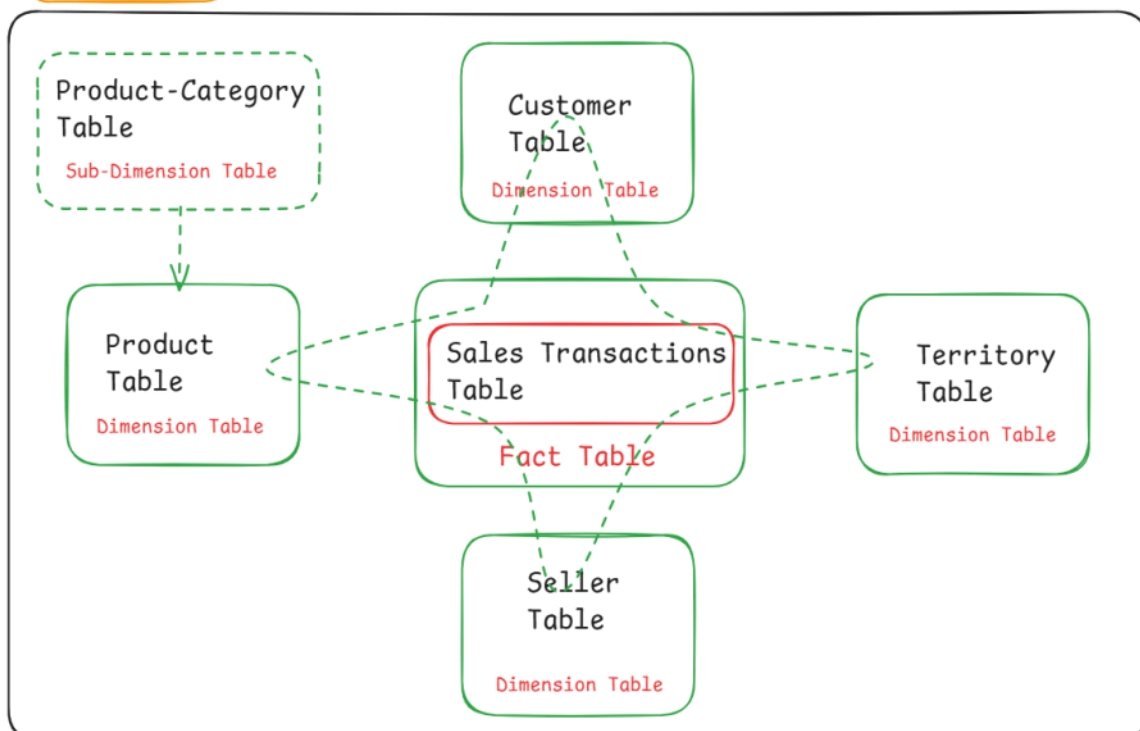 Product-Category
Table
Sub-Dimension Table
Customer
Table
Dimension Table
Product
Table
Dimension Table
Sales Transactions
Table
Fact Table
Territory
Table
Dimension Table
Seller
Table
Dimension Table